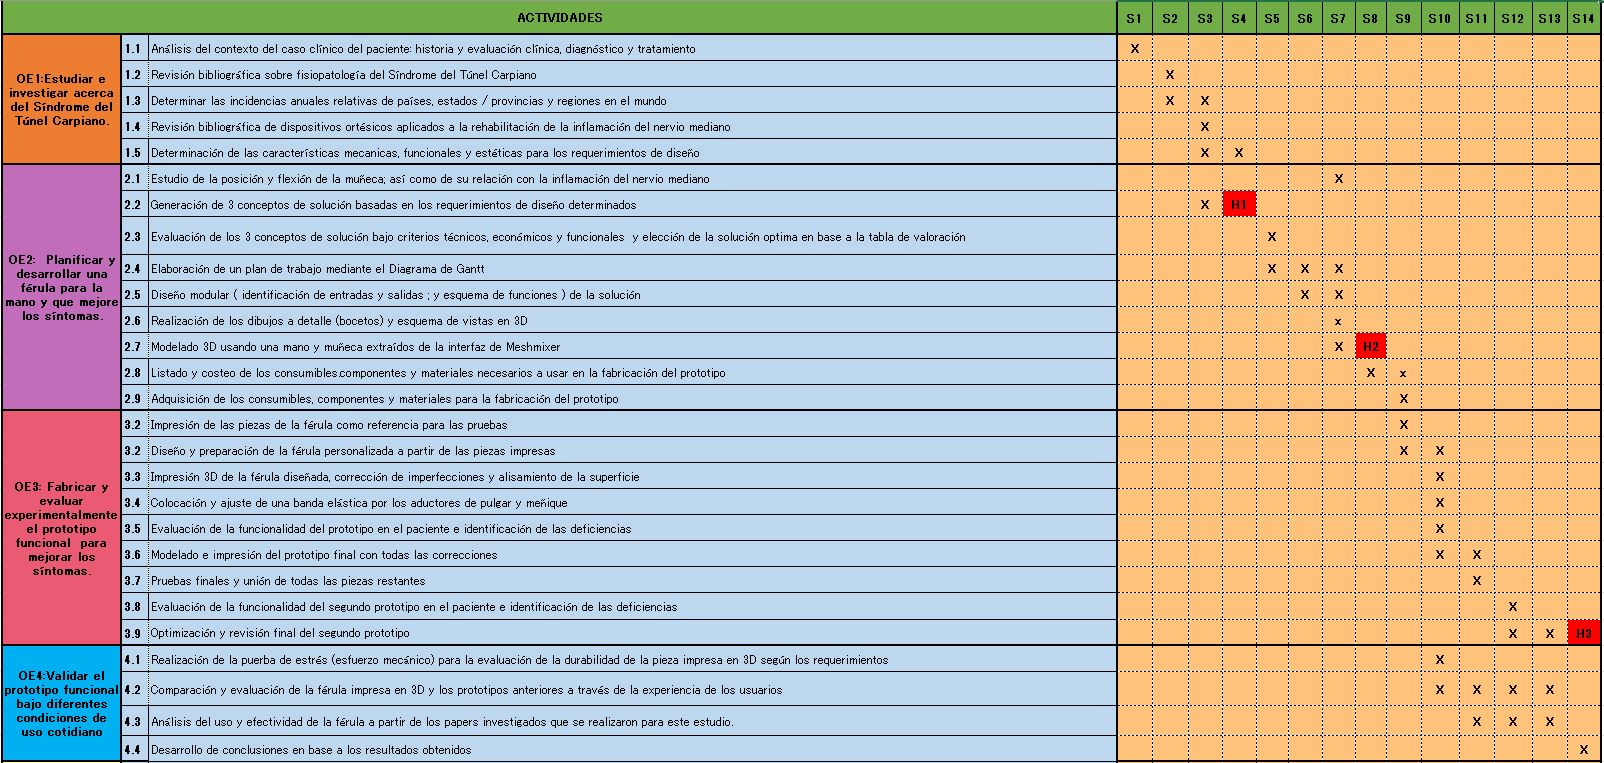 ACTIVIDADES S1 S2 S3 S4 S5 S6 S7 S8 S9 S10 S11 S12 S13 S14
OE1:Estudiar e
investigar acerca
del Síndrome del
Túnel Carpiano.
1.1 Análisis del contexto del caso clínico del paciente: historia y evaluación clínica, diagnóstico y tratamiento X
1.2 Revisión bibliográfica sobre fisiopatología del Síndrome del Túnel Carpiano X
1.3 Determinar las incidencias anuales relativas de países, estados / provincias y regiones en el mundo X X
1.4 Revisión bibliográfica de dispositivos ortésicos aplicados a la rehabilitación de la inflamación del nervio mediano X
1.5 Determinación de las características mecanicas, funcionales y estéticas para los requerimientos de diseño X X
OE2: Planificar y
desarrollar una
férula para la
mano y que mejore
los síntomas.
2.1 Estudio de la posición y flexión de la muñeca; así como de su relación con la inflamación del nervio mediano X
2.2 Generación de 3 conceptos de solución basadas en los requerimientos de diseño determinados X H1
2.3 Evaluación de los 3 conceptos de solución bajo criterios técnicos, económicos y funcionales y elección de la solución optima en base a la tabla de valoración X
2.4 Elaboración de un plan de trabajo mediante el Diagrama de Gantt X X X
2.5 Diseño modular ( identificación de entradas y salidas ; y esquema de funciones ) de la solución X X
2.6 Realización de los dibujos a detalle (bocetos) y esquema de vistas en 3D x
2.7 Modelado 3D usando una mano y muñeca extraídos de la interfaz de Meshmixer X H2
2.8 Listado y costeo de los consumibles.componentes y materiales necesarios a usar en la fabricación del prototipo X x
2.9 Adquisición de los consumibles, componentes y materiales para la fabricación del prototipo X
OE3: Fabricar y
evaluar
experimentalmente
el prototipo
funcional para
mejorar los
síntomas.
3.2 Impresión de las piezas de la férula como referencia para las pruebas X
3.2 Diseño y preparación de la férula personalizada a partir de las piezas impresas X X
3.3 Impresión 3D de la férula diseñada, corrección de imperfecciones y alisamiento de la superficie X
3.4 Colocación y ajuste de una banda elástica por los aductores de pulgar y meñique X
3.5 Evaluación de la funcionalidad del prototipo en el paciente e identificación de las deficiencias X
3.6 Modelado e impresión del prototipo final con todas las correcciones X X
3.7 Pruebas finales y unión de todas las piezas restantes X
3.8 Evaluación de la funcionalidad del segundo prototipo en el paciente e identificación de las deficiencias X
3.9 Optimización y revisión final del segundo prototipo X X H3
OE4:Validar el
prototipo funcional
bajo diferentes
condiciones de
uso cotidiano
4.1 Realización de la puerba de estrés (esfuerzo mecánico) para la evaluación de la durabilidad de la pieza impresa en 3D según los requerimientos X
4.2 Comparación y evaluación de la férula impresa en 3D y los prototipos anteriores a través de la experiencia de los usuarios X X X X
4.3 Análisis del uso y efectividad de la férula a partir de los papers investigados que se realizaron para este estudio. X X X
4.4 Desarrollo de conclusiones en base a los resultados obtenidos X